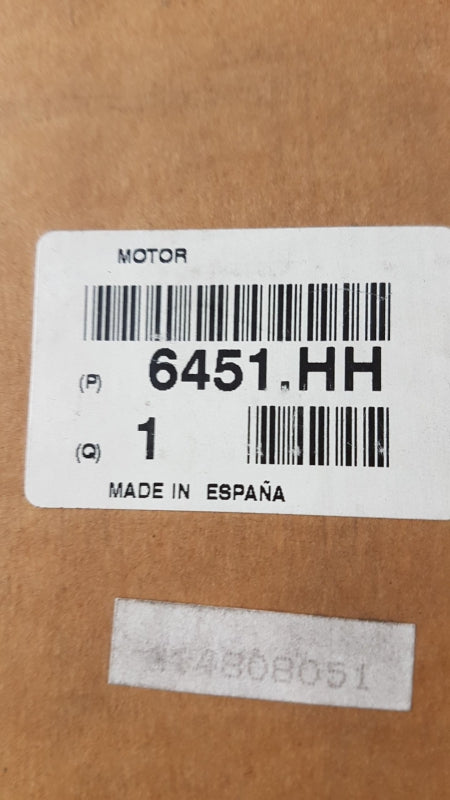 MOTOR
(P) 6451.HH
(Q) 1
MADE IN ESPAÑA